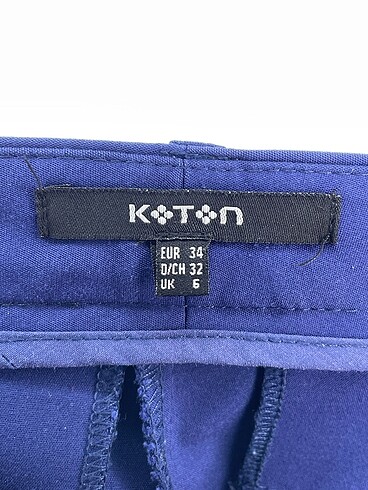 KOTON
EUR 34
D/CH 32
UK 6